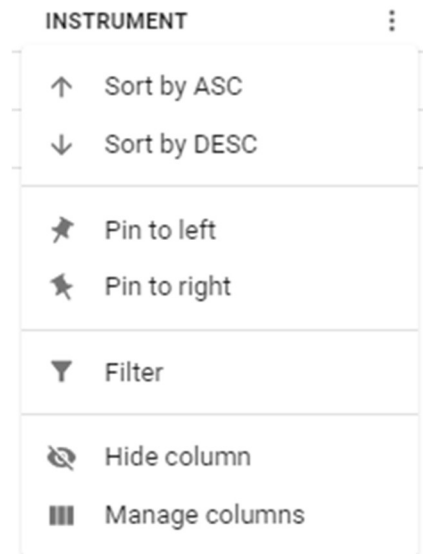 INSTRUMENT
Sort by ASC
Sort by DESC
Pin to left
Pin to right
Filter
Hide column
Manage columns